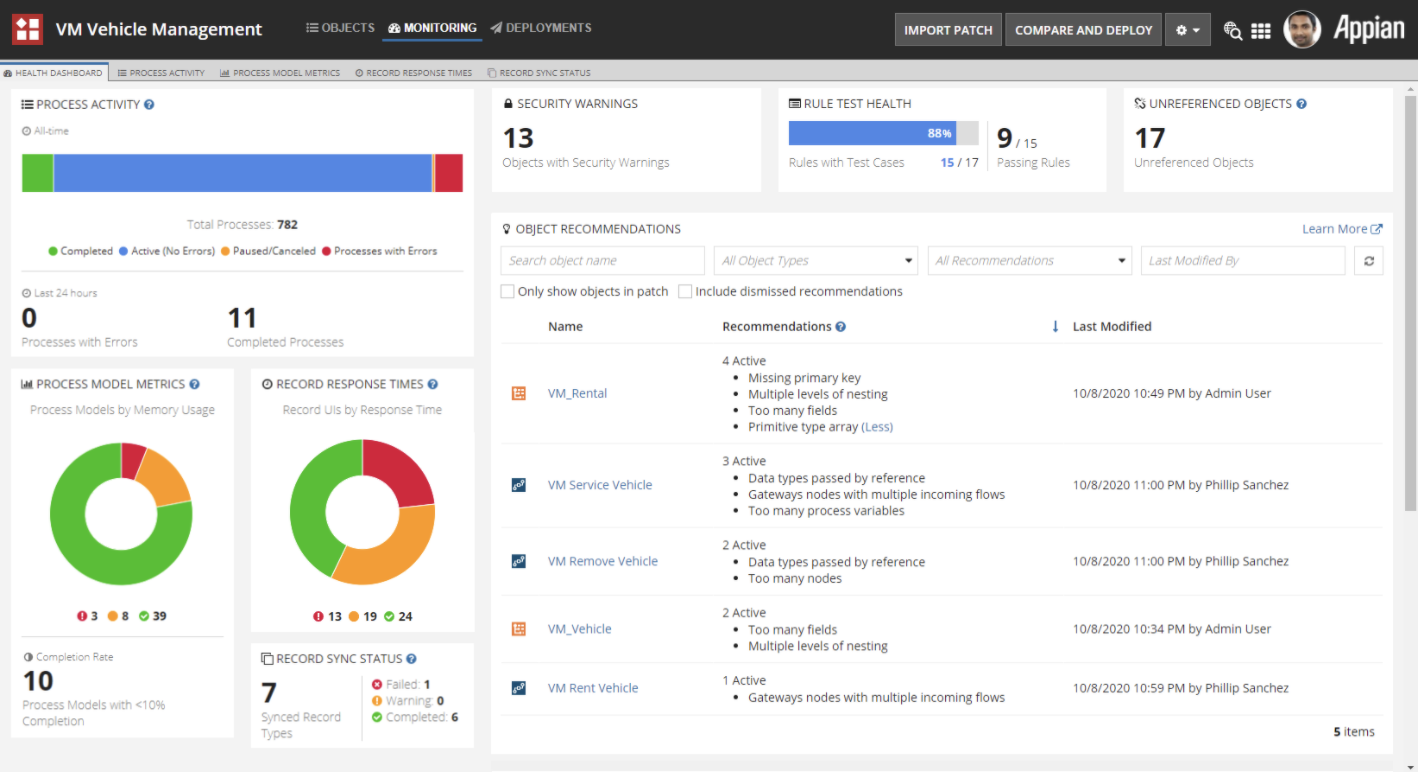 VM Vehicle Management
OBJECTS MONITORING DEPLOYMENTS
IMPORT PATCH COMPARE AND DEPLOY
Appian
HEALTH DASHBOARD PROCESS ACTIVITY PROCESS MODEL METRICS RECORD RESPONSE TIMES RECORD SYNC STATUS
PROCESS ACTIVITY ?
All-time
Total Processes: 782
Completed Active (No Errors) Paused/Canceled Processes with Errors
Last 24 hours
0 11
Processes with Errors Completed Processes
PROCESS MODEL METRICS ?
Process Models by Memory Usage
3 8 39
Completion Rate
10
Process Models with <10%
Completion
RECORD RESPONSE TIMES ?
Record UIs by Response Time
13 19 24
RECORD SYNC STATUS ?
7
Synced Record
Types
Failed: 1
Warning: 0
Completed: 6
SECURITY WARNINGS
13
Objects with Security Warnings
RULE TEST HEALTH
88%
Rules with Test Cases 15 / 17
9 / 15
Passing Rules
UNREFERENCED OBJECTS ?
17
Unreferenced Objects
OBJECT RECOMMENDATIONS Learn More
Search object name All Object Types All Recommendations Last Modified By
Only show objects in patch Include dismissed recommendations
Name Recommendations ? Last Modified
4 Active
• Missing primary key
• Multiple levels of nesting
VM_Rental 10/8/2020 10:49 PM by Admin User
• Too many fields
• Primitive type array (Less)
3 Active
• Data types passed by reference
VM Service Vehicle 10/8/2020 11:00 PM by Phillip Sanchez
• Gateways nodes with multiple incoming flows
• Too many process variables
2 Active
VM Remove Vehicle • Data types passed by reference 10/8/2020 11:00 PM by Phillip Sanchez
• Too many nodes
2 Active
VM_Vehicle • Too many fields 10/8/2020 10:34 PM by Admin User
• Multiple levels of nesting
1 Active
VM Rent Vehicle 10/8/2020 10:59 PM by Phillip Sanchez
• Gateways nodes with multiple incoming flows
5 items